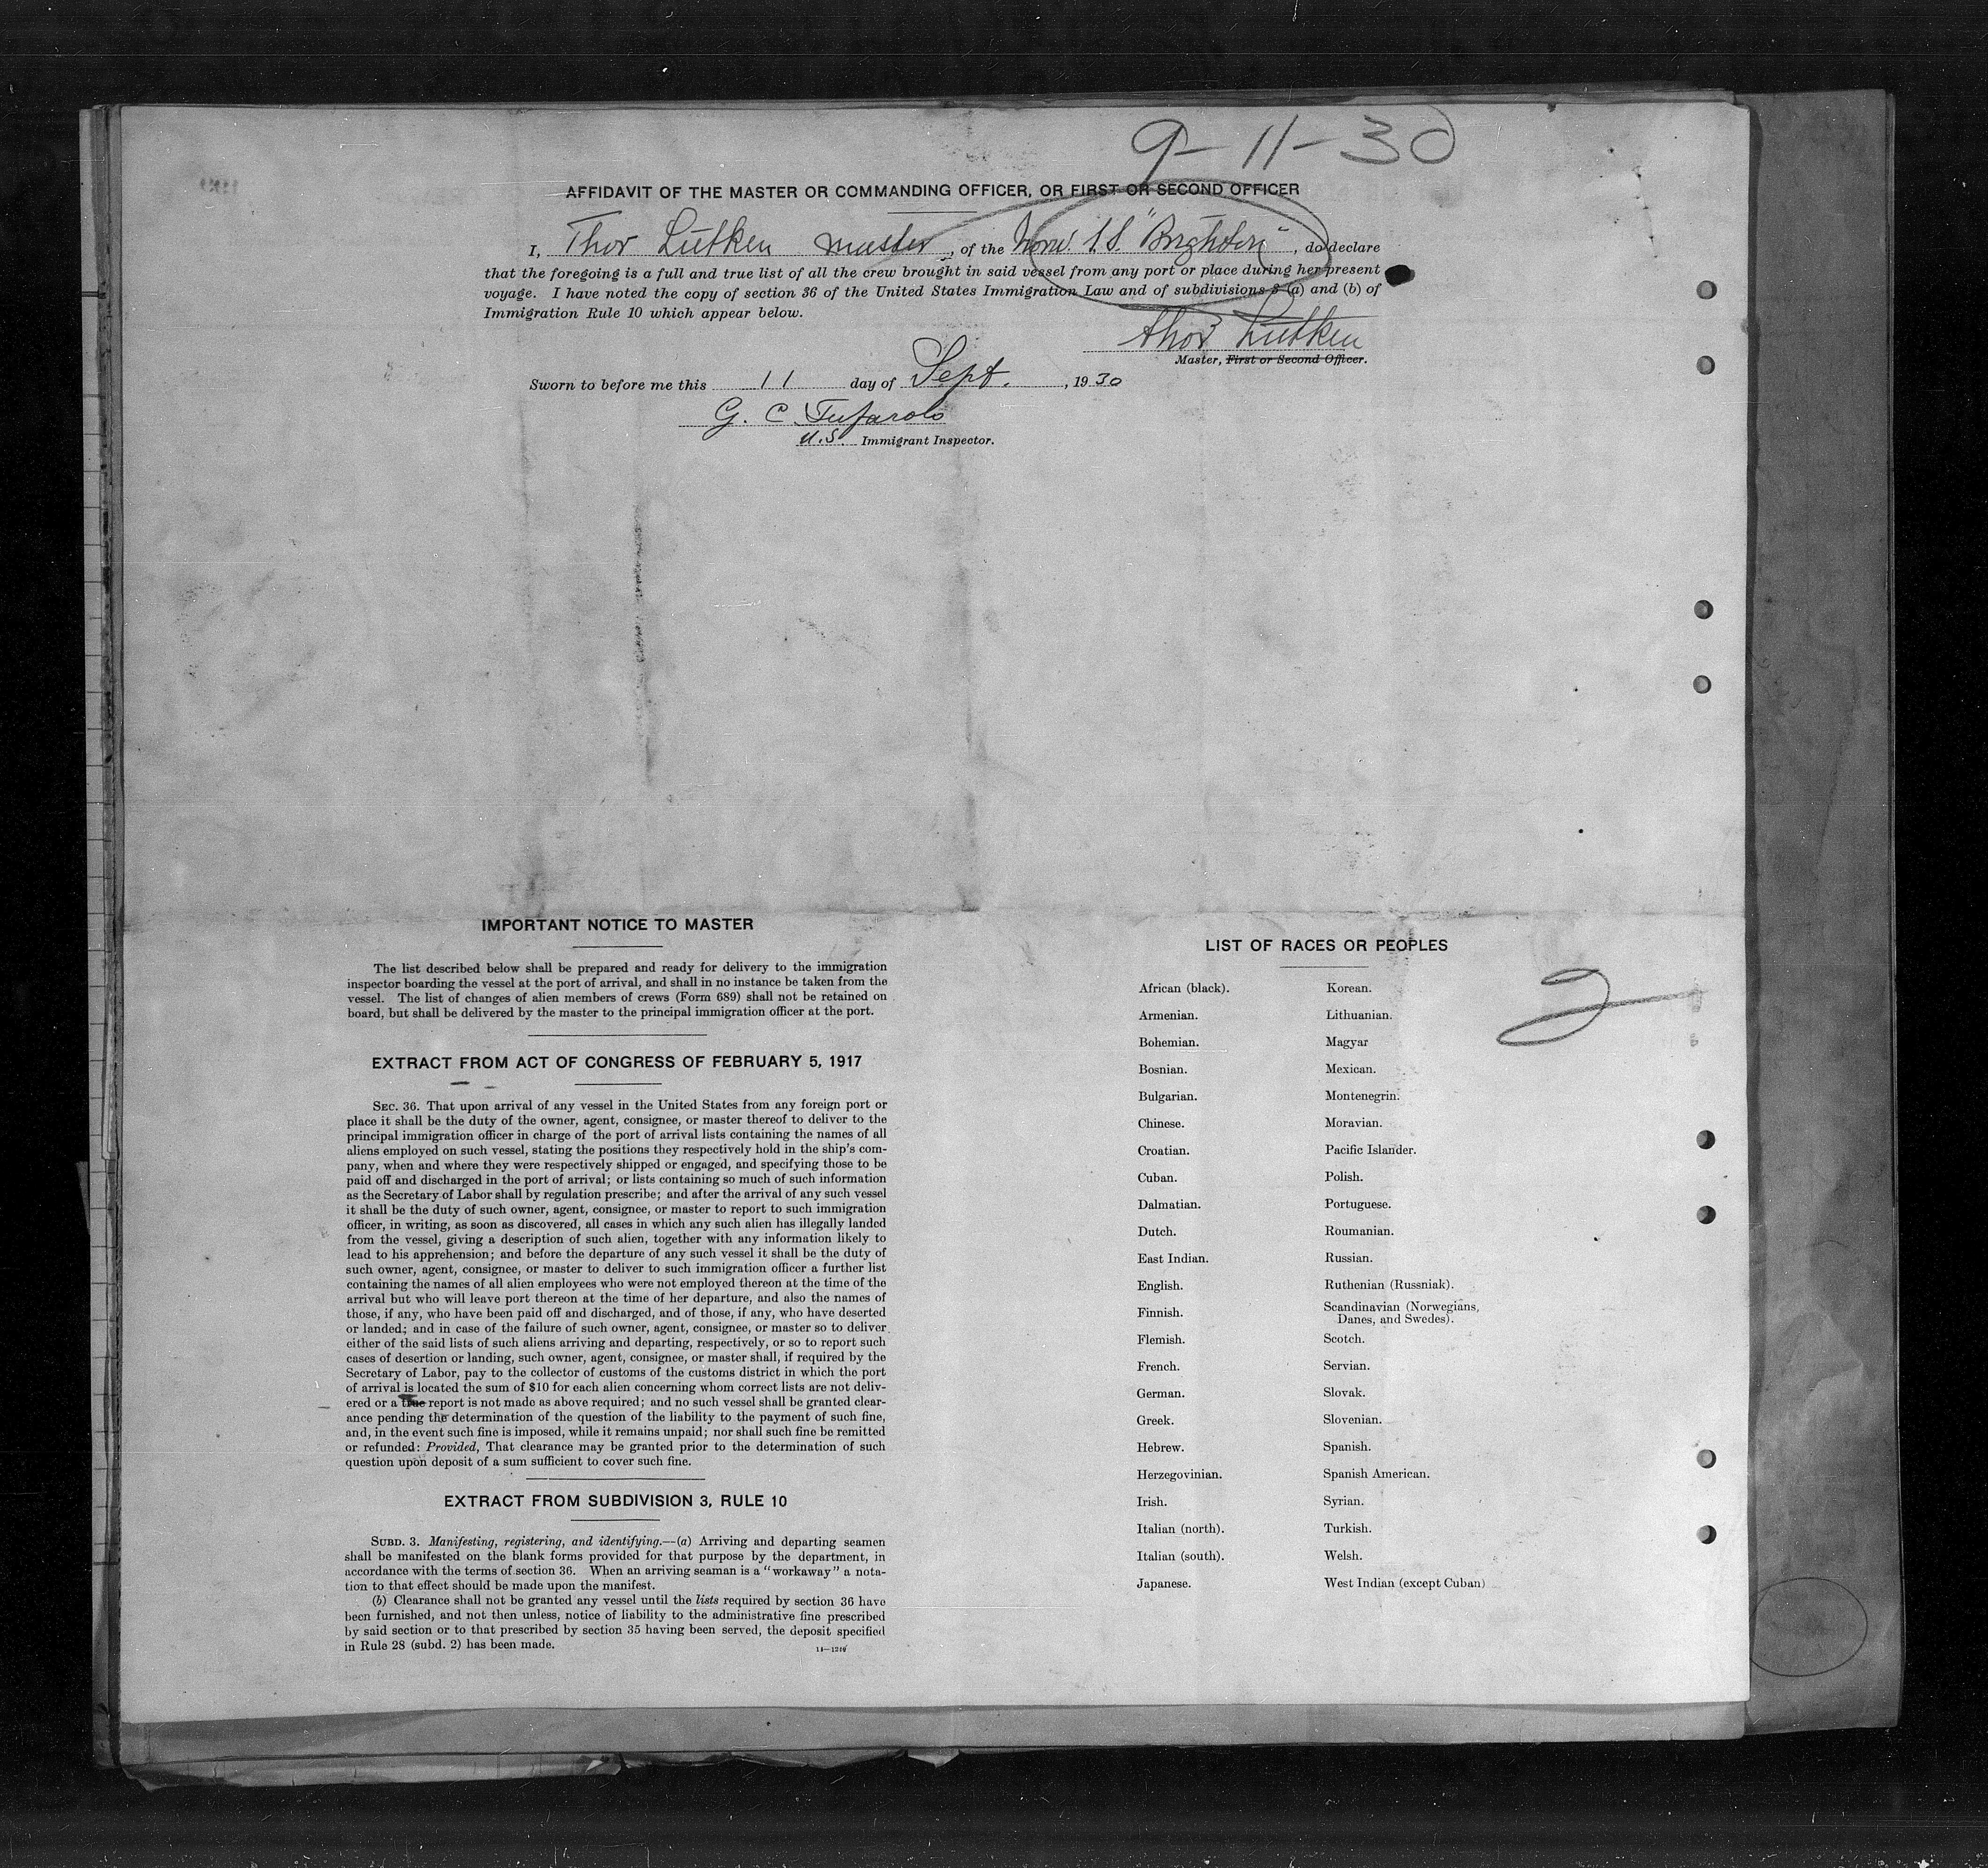 9-11-30
AFFIDAVIT OF THE MASTER OR COMMANDING OFFICER, OR FIRST OR SECOND OFFICER
I, Thor Lütken master, of the Norw. S.S. "Brighton", do declare
that the foregoing is a full and true list of all the crew brought in said vessel from any port or place during her present
voyage. I have noted the copy of section 36 of the United States Immigration Law and of subdivisions 3 (a) and (b) of
Immigration Rule 10 which appear below.
Thor Lütken
Master, First or Second Officer.
Sworn to before me this 11 day of Sept., 1930
G. C. Tufarolo
U.S. Immigrant Inspector.
IMPORTANT NOTICE TO MASTER
The list described below shall be prepared and ready for delivery to the immigration
inspector boarding the vessel at the port of arrival, and shall in no instance be taken from the
vessel. The list of changes of alien members of crews (Form 689) shall not be retained on
board, but shall be delivered by the master to the principal immigration officer at the port.
EXTRACT FROM ACT OF CONGRESS OF FEBRUARY 5, 1917
SEC. 36. That upon arrival of any vessel in the United States from any foreign port or
place it shall be the duty of the owner, agent, consignee, or master thereof to deliver to the
principal immigration officer in charge of the port of arrival lists containing the names of all
aliens employed on such vessel, stating the positions they respectively hold in the ship's com-
pany, when and where they were respectively shipped or engaged, and specifying those to be
paid off and discharged in the port of arrival; or lists containing so much of such information
as the Secretary of Labor shall by regulation prescribe; and after the arrival of any such vessel
it shall be the duty of such owner, agent, consignee, or master to report to such immigration
officer, in writing, as soon as discovered, all cases in which any such alien has illegally landed
from the vessel, giving a description of such alien, together with any information likely to
lead to his apprehension; and before the departure of any such vessel it shall be the duty of
such owner, agent, consignee, or master to deliver to such immigration officer a further list
containing the names of all alien employees who were not employed thereon at the time of the
arrival but who will leave port thereon at the time of her departure, and also the names of
those, if any, who have been paid off and discharged, and of those, if any, who have deserted
or landed; and in case of the failure of such owner, agent, consignee, or master so to deliver
either of the said lists of such aliens arriving and departing, respectively, or so to report such
cases of desertion or landing, such owner, agent, consignee, or master shall, if required by the
Secretary of Labor, pay to the collector of customs of the customs district in which the port
of arrival is located the sum of $10 for each alien concerning whom correct lists are not deliv-
ered or a true report is not made as above required; and no such vessel shall be granted clear-
ance pending the determination of the question of the liability to the payment of such fine,
and, in the event such fine is imposed, while it remains unpaid; nor shall such fine be remitted
or refunded: Provided, That clearance may be granted prior to the determination of such
question upon deposit of a sum sufficient to cover such fine.
EXTRACT FROM SUBDIVISION 3, RULE 10
SUBD. 3. Manifesting, registering, and identifying.—(a) Arriving and departing seamen
shall be manifested on the blank forms provided for that purpose by the department, in
accordance with the terms of section 36. When an arriving seaman is a "workaway" a nota-
tion to that effect should be made upon the manifest.
(b) Clearance shall not be granted any vessel until the lists required by section 36 have
been furnished, and not then unless, notice of liability to the administrative fine prescribed
by said section or to that prescribed by section 35 having been served, the deposit specified
in Rule 28 (subd. 2) has been made.
LIST OF RACES OR PEOPLES
2
African (black). Korean.
Armenian. Lithuanian.
Bohemian. Magyar
Bosnian. Mexican.
Bulgarian. Montenegrin.
Chinese. Moravian.
Croatian. Pacific Islander.
Cuban. Polish.
Dalmatian. Portuguese.
Dutch. Roumanian.
East Indian. Russian.
English. Ruthenian (Russniak).
Finnish. Scandinavian (Norwegians,
Danes, and Swedes).
Flemish. Scotch.
French. Servian.
German. Slovak.
Greek. Slovenian.
Hebrew. Spanish.
Herzegovinian. Spanish American.
Irish. Syrian.
Italian (north). Turkish.
Italian (south). Welsh.
Japanese. West Indian (except Cuban)